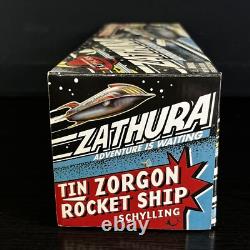 ZATHURA
ADVENTURE IS WAITING
TIN ZORGON
ROCKET SHIP
SCHYLLING